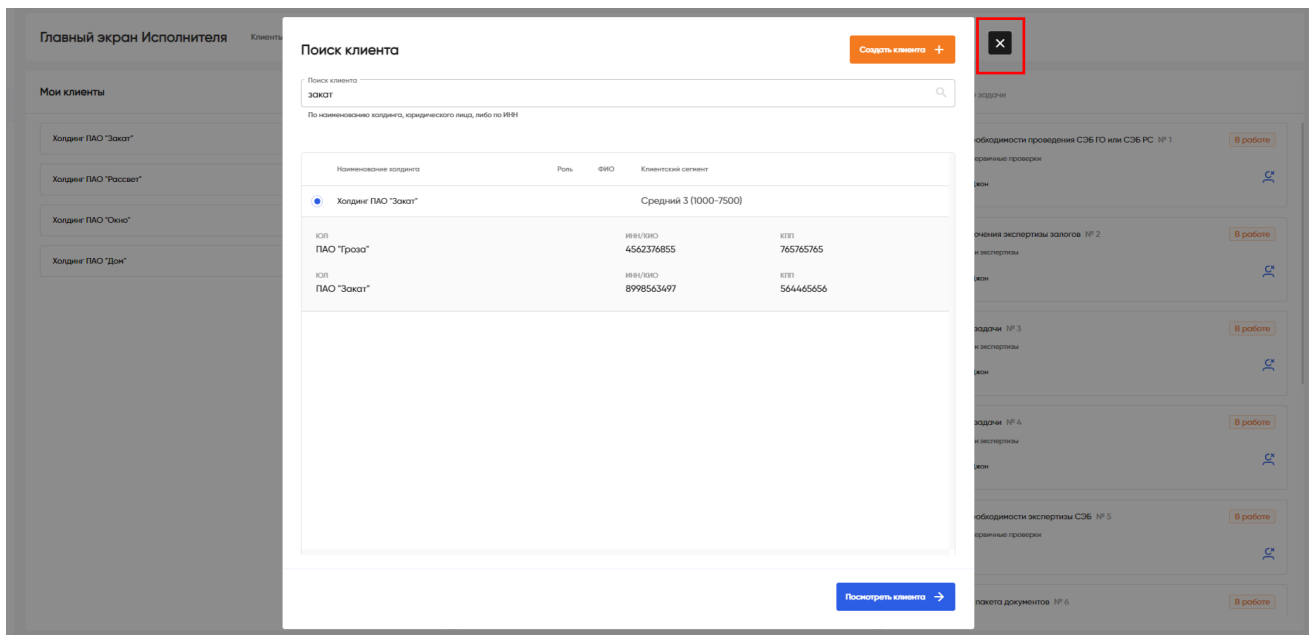 Главный экран Исполнителя
Клиенты
Мои клиенты
Холдинг ПАО "Закат"
Холдинг ПАО "Рассвет"
Холдинг ПАО "Окно"
Холдинг ПАО "Дом"
Поиск клиента
Создать клиента +
Поиск клиента
закат
По наименованию холдинга, юридического лица, либо по ИНН
Наименование холдинга Роль ФИО Клиентский сегмент
Холдинг ПАО "Закат" Средний 3 (1000-7500)
ЮЛ ИНН/КИО КПП
ПАО "Гроза" 4562376855 765765765
ЮЛ ИНН/КИО КПП
ПАО "Закат" 8998563497 564465656
Посмотреть клиента
задачи
необходимости проведения СЭБ ГО или СЭБ РС № 1 В работе
первичные проверки
экспертизы залогов № 2 В работе
экспертизы
задачи № 3 В работе
экспертизы
задачи № 4 В работе
экспертизы
необходимости экспертизы СЭБ № 5 В работе
первичные проверки
пакета документов № 6 В работе